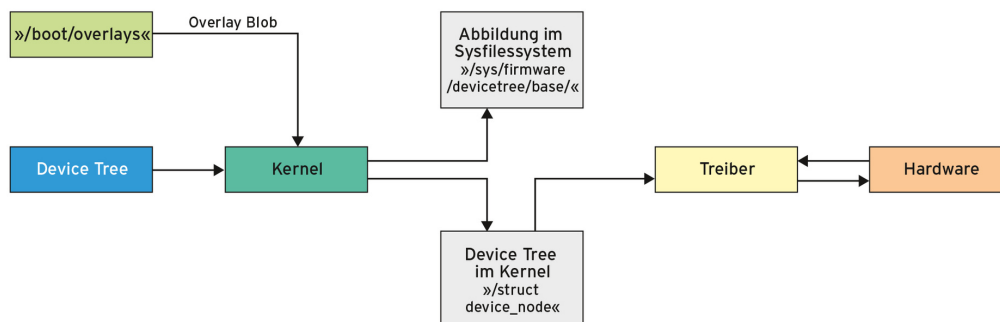 »/boot/overlays«
Overlay Blob
Abbildung im
Sysfilessystem
»/sys/firmware
/devicetree/base/«
Device Tree
Kernel
Treiber
Hardware
Device Tree
im Kernel
»/struct
device_node«